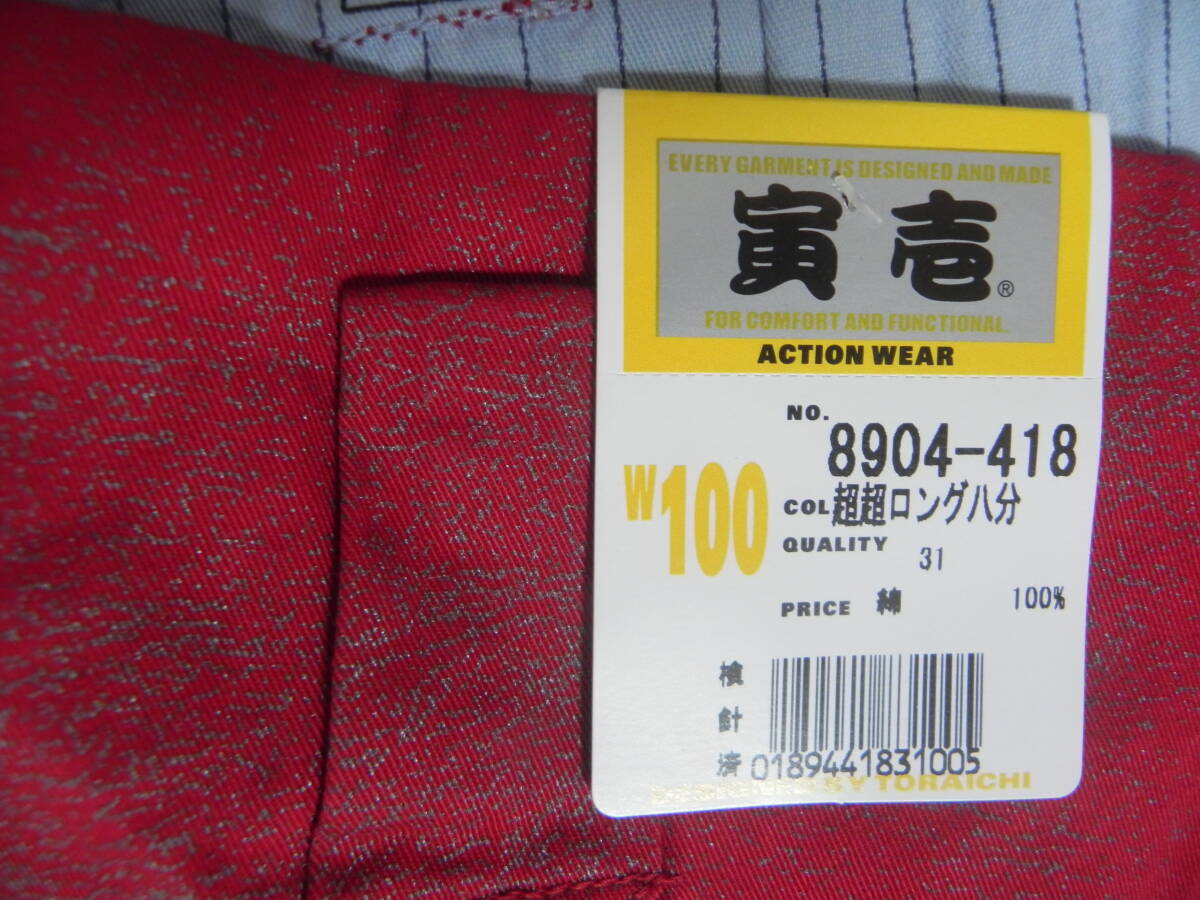 EVERY GARMENT IS DESIGNED AND MADE
寅壱®
FOR COMFORT AND FUNCTIONAL.
ACTION WEAR
NO. 8904-418
W100
COL 超超ロング八分
QUALITY 31
PRICE 綿 100%
検針済
0189441831005
DESIGNED BY TORAICHI